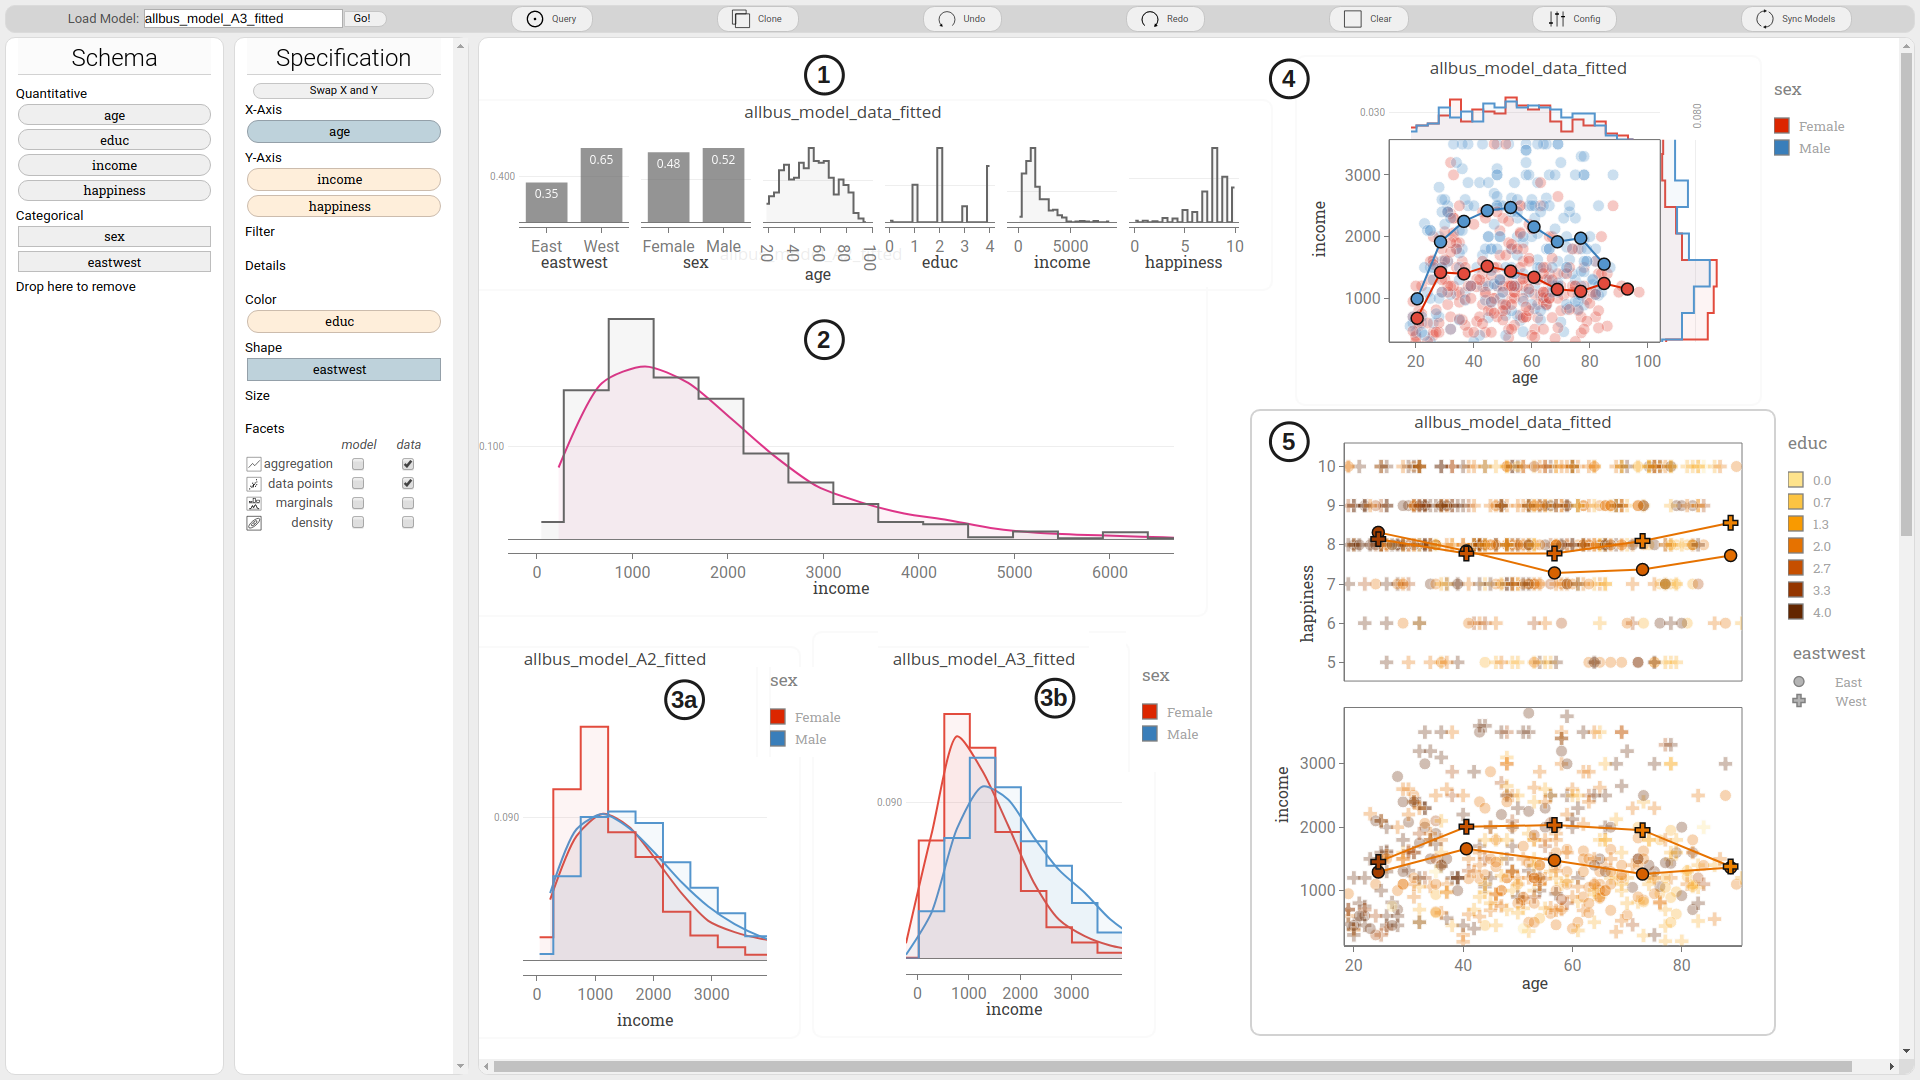 Load Model: allbus_model_A3_fitted Go! Query Clone Undo Redo Clear Config Sync Models
Schema
Quantitative
age
educ
income
happiness
Categorical
sex
eastwest
Drop here to remove
Specification
Swap X and Y
X-Axis
age
Y-Axis
income
happiness
Filter
Details
Color
educ
Shape
eastwest
Size
Facets
model data
aggregation
data points
marginals
density
1
allbus_model_data_fitted
0.400
0.35 0.65 0.48 0.52
East West Female Male 20 40 60 80 100 0 1 2 3 4 0 5000 0 5 10
eastwest sex age educ income happiness
2
0.100
0 1000 2000 3000 4000 5000 6000
income
allbus_model_A2_fitted
3a
sex
Female
Male
0.090
0 1000 2000 3000
income
allbus_model_A3_fitted
3b
sex
Female
Male
0.090
0 1000 2000 3000
income
4
allbus_model_data_fitted
0.030
0.080
sex
Female
Male
3000
2000
1000
income
20 40 60 80 100
age
5
allbus_model_data_fitted
10
9
8
7
6
5
happiness
educ
0.0
0.7
1.3
2.0
2.7
3.3
4.0
eastwest
East
West
3000
2000
1000
income
20 40 60 80
age